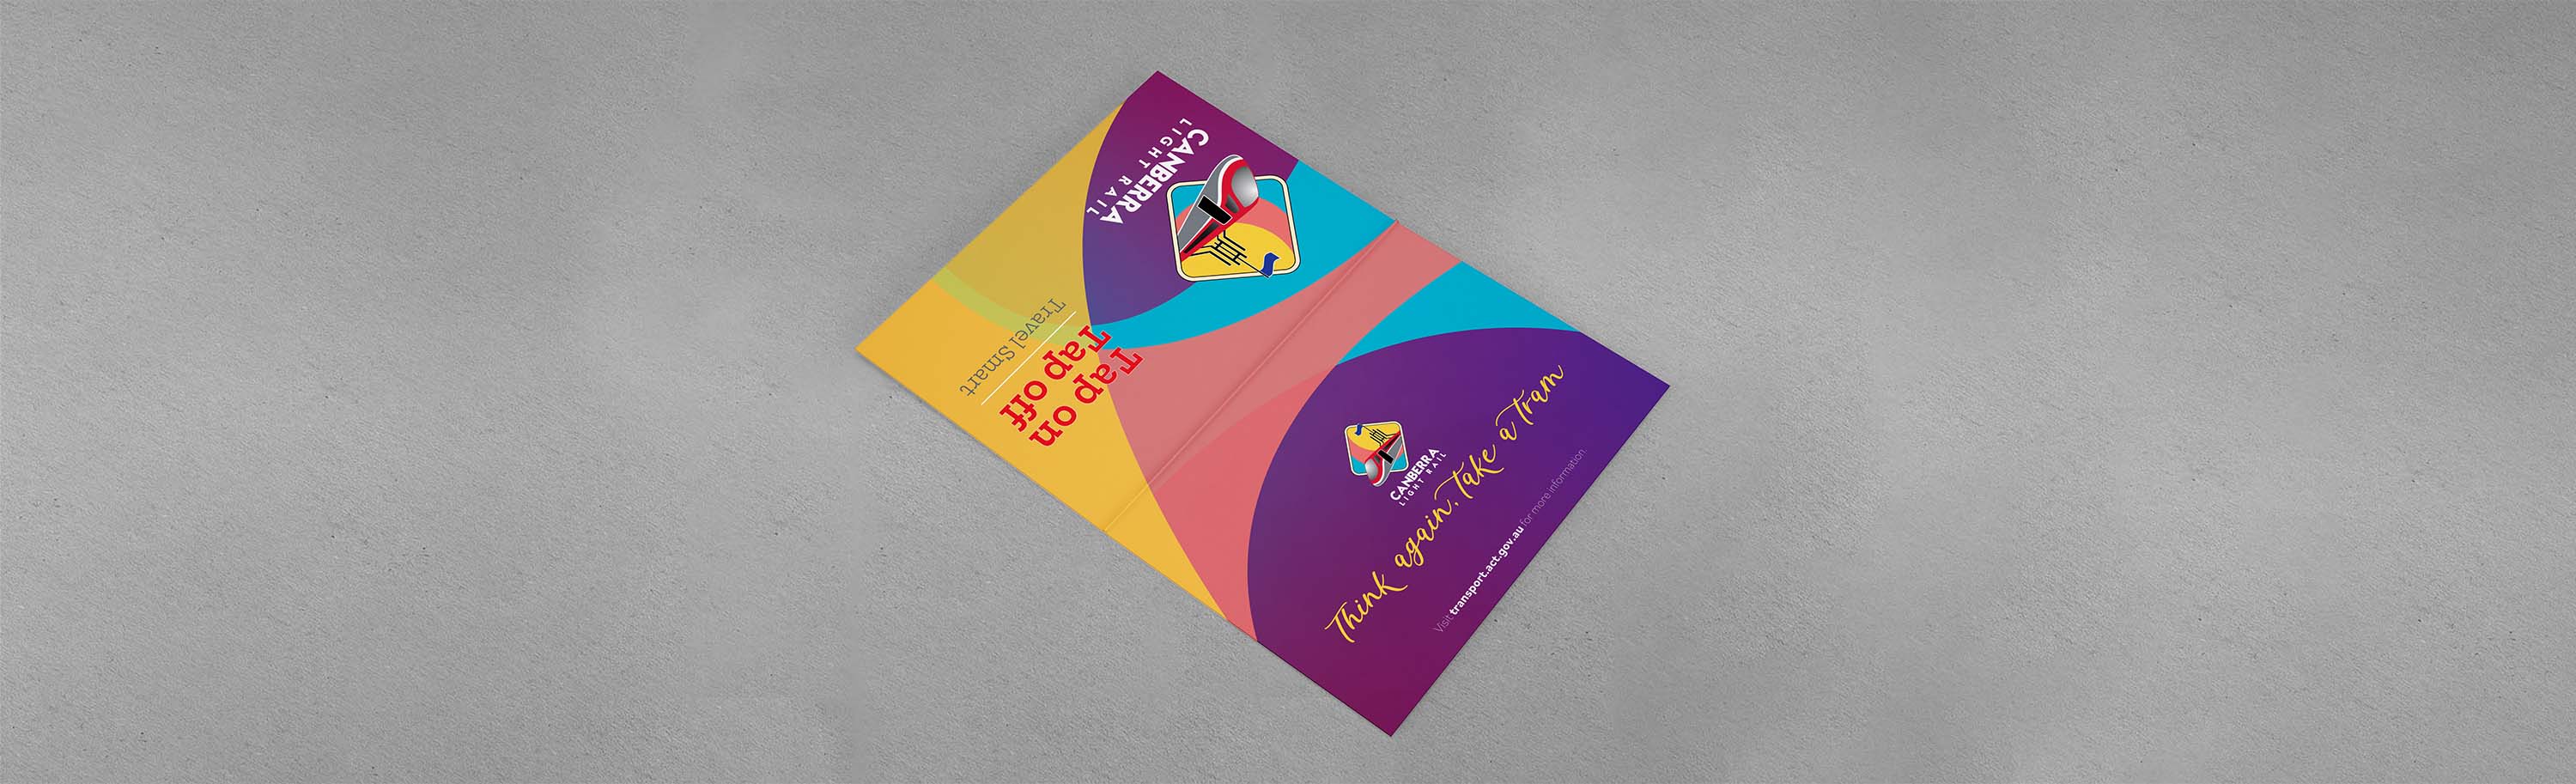 CANBERRA
LIGHT RAIL
Tap on
Tap off
Travel Smart
CANBERRA
LIGHT RAIL
Think again, take a Tram
Visit transport.act.gov.au for more information.